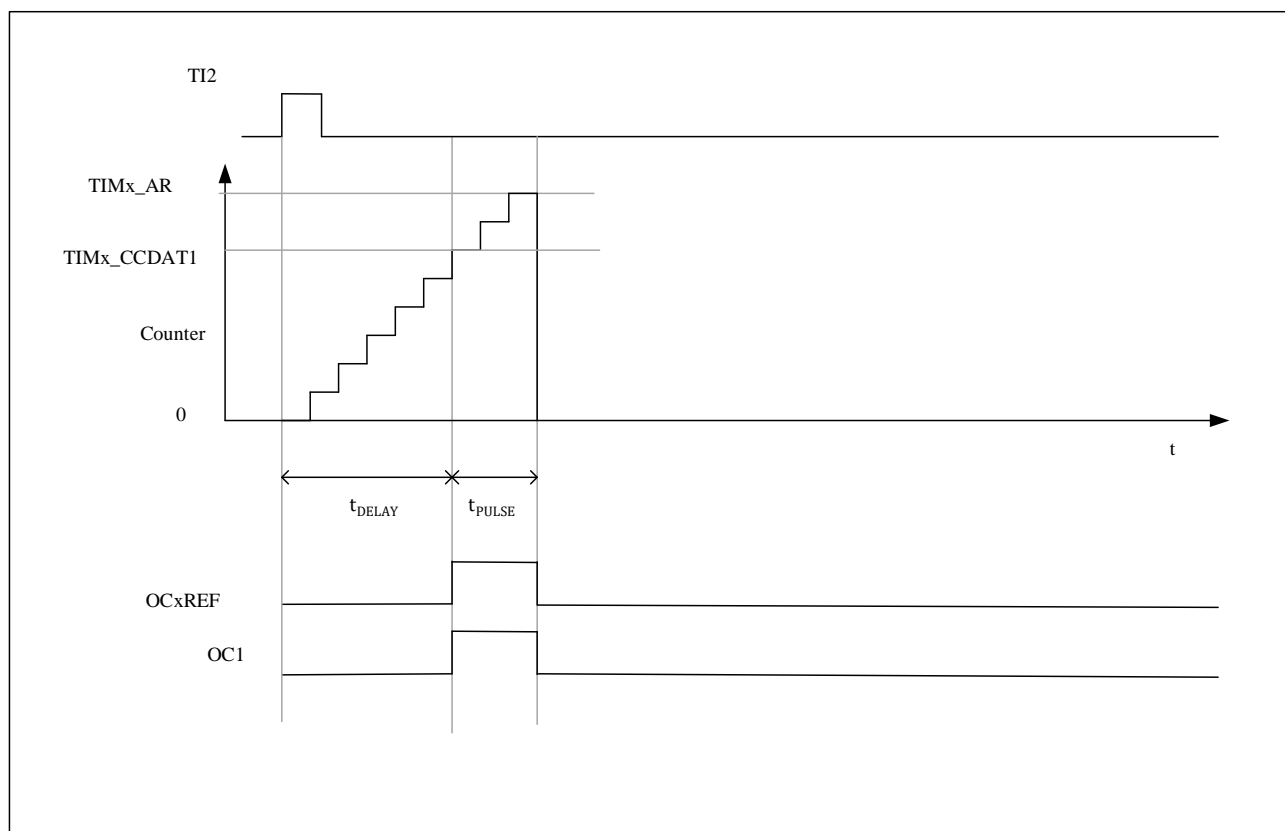 TI2
TIMx_AR
TIMx_CCDAT1
Counter
0
t
tDELAY
tPULSE
OCxREF
OC1